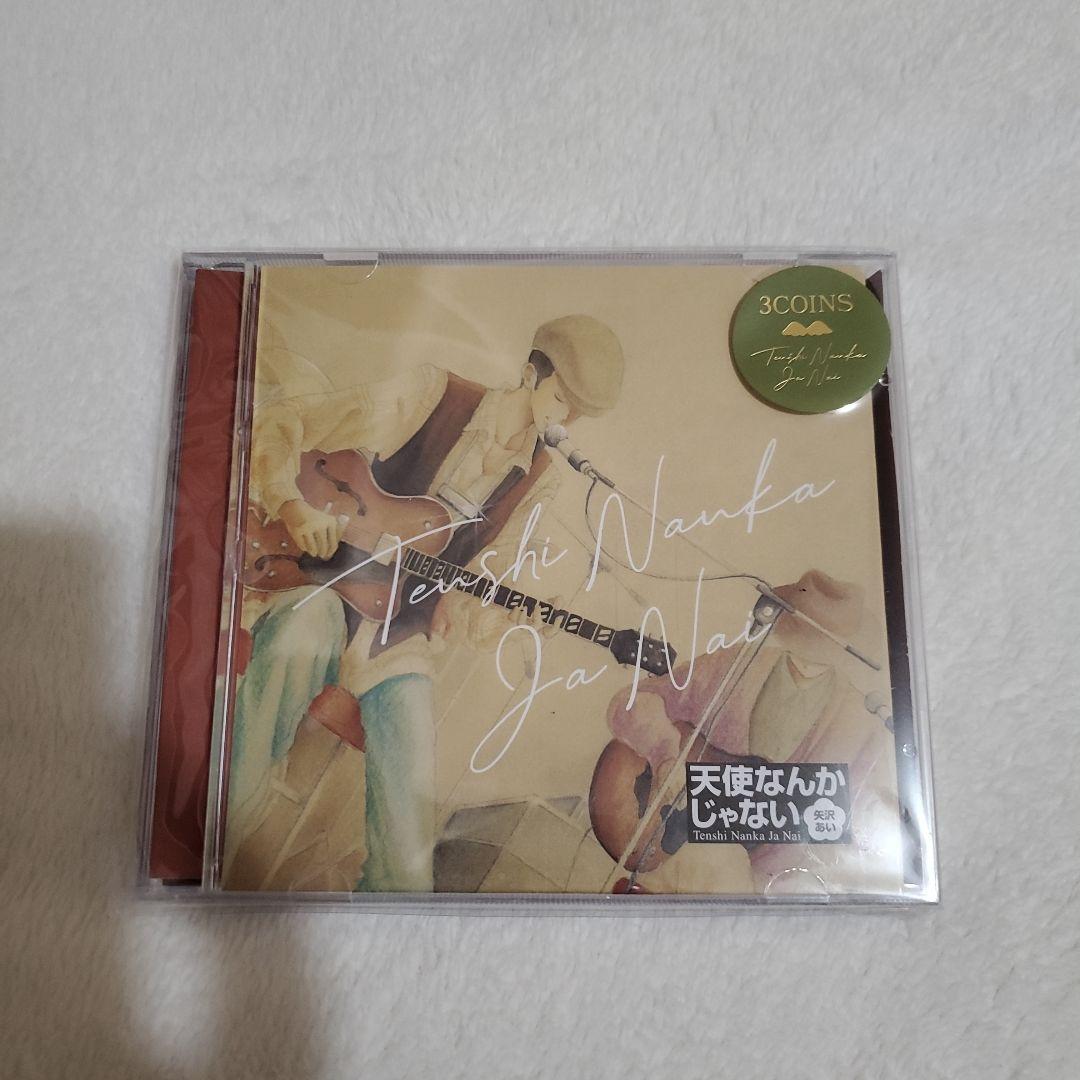 3COINS
Tenshi Nanka
Ja Nai
Tenshi Nanka
Ja Nai
天使なんか
じゃない
矢沢
あい
Tenshi Nanka Ja Nai